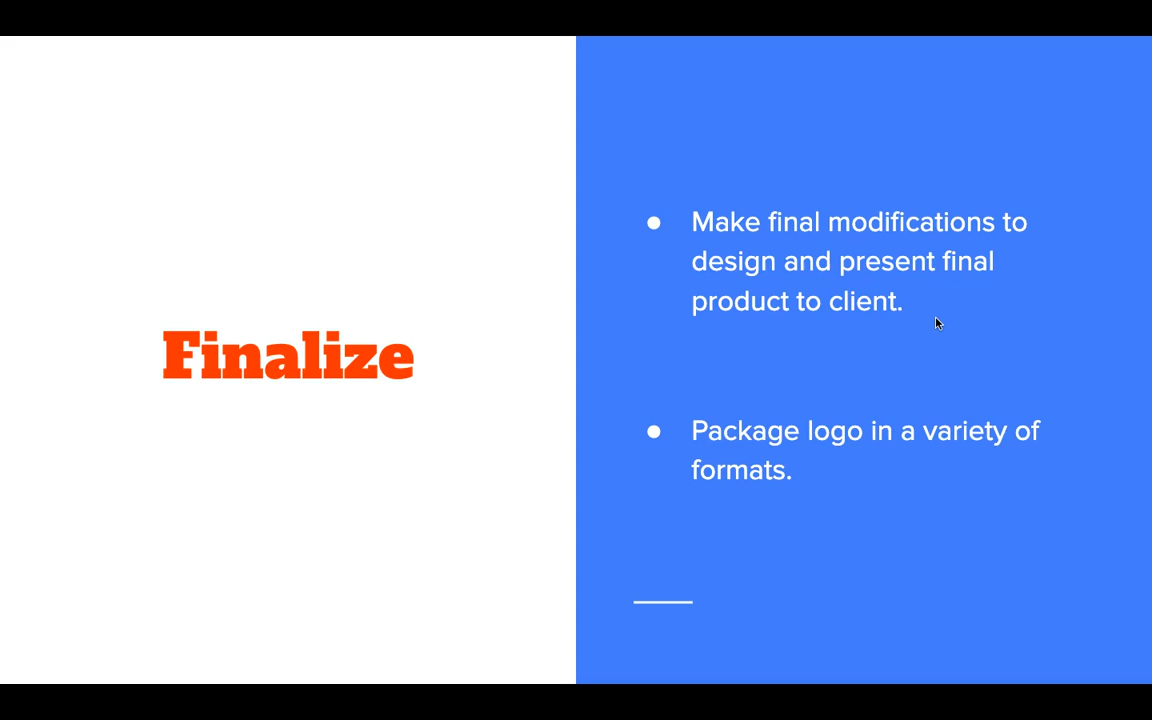 Finalize
● Make final modifications to
design and present final
product to client.
● Package logo in a variety of
formats.